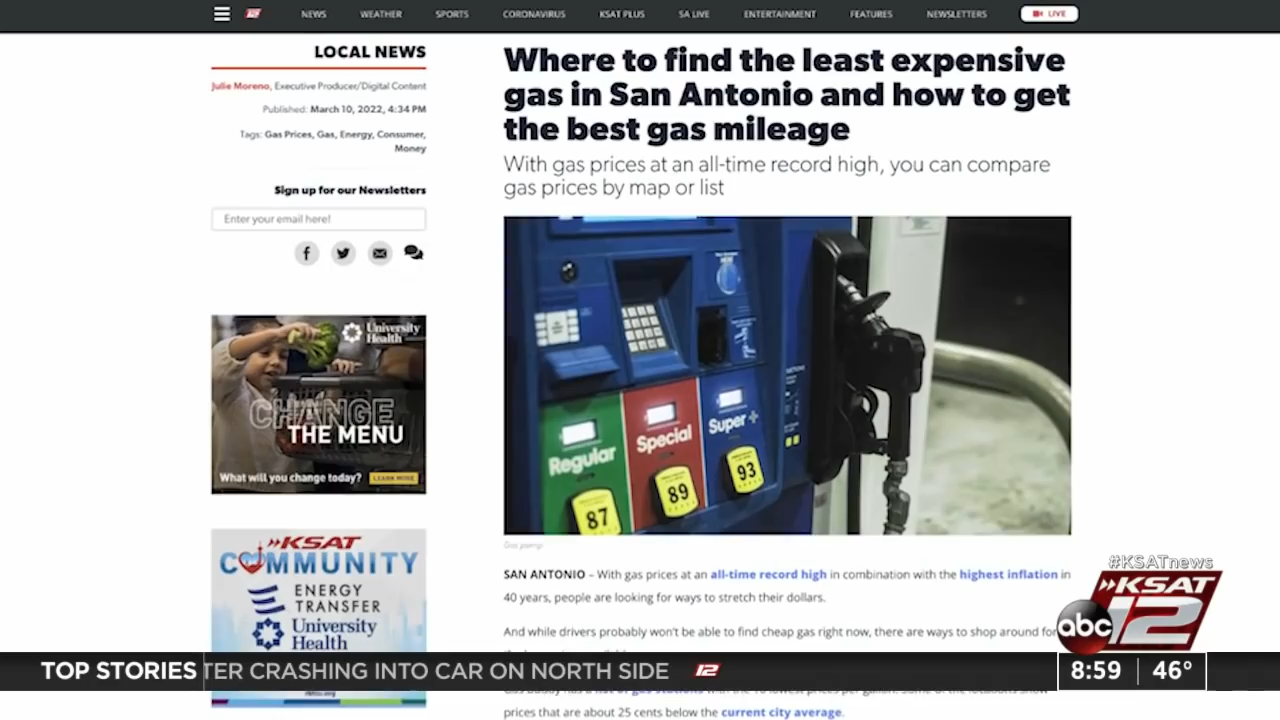 NEWS WEATHER SPORTS CORONAVIRUS KSAT PLUS SA LIVE ENTERTAINMENT FEATURES NEWSLETTERS LIVE
LOCAL NEWS
Julie Moreno, Executive Producer/Digital Content
Published: March 10, 2022, 4:34 PM
Tags: Gas Prices, Gas, Energy, Consumer,
Money
Sign up for our Newsletters
Enter your email here!
University
Health
CHANGE
THE MENU
What will you change today? LEARN MORE
KSAT
COMMUNITY
ENERGY
TRANSFER
University
Health
Where to find the least expensive
gas in San Antonio and how to get
the best gas mileage
With gas prices at an all-time record high, you can compare
gas prices by map or list
Regular
Special
Super+
87
89
93
Gas pump
SAN ANTONIO – With gas prices at an all-time record high in combination with the highest inflation in
40 years, people are looking for ways to stretch their dollars.
And while drivers probably won't be able to find cheap gas right now, there are ways to shop around for
prices that are about 25 cents below the current city average.
#KSATnews
KSAT
abc 12
TOP STORIES TER CRASHING INTO CAR ON NORTH SIDE 12
8:59 46°